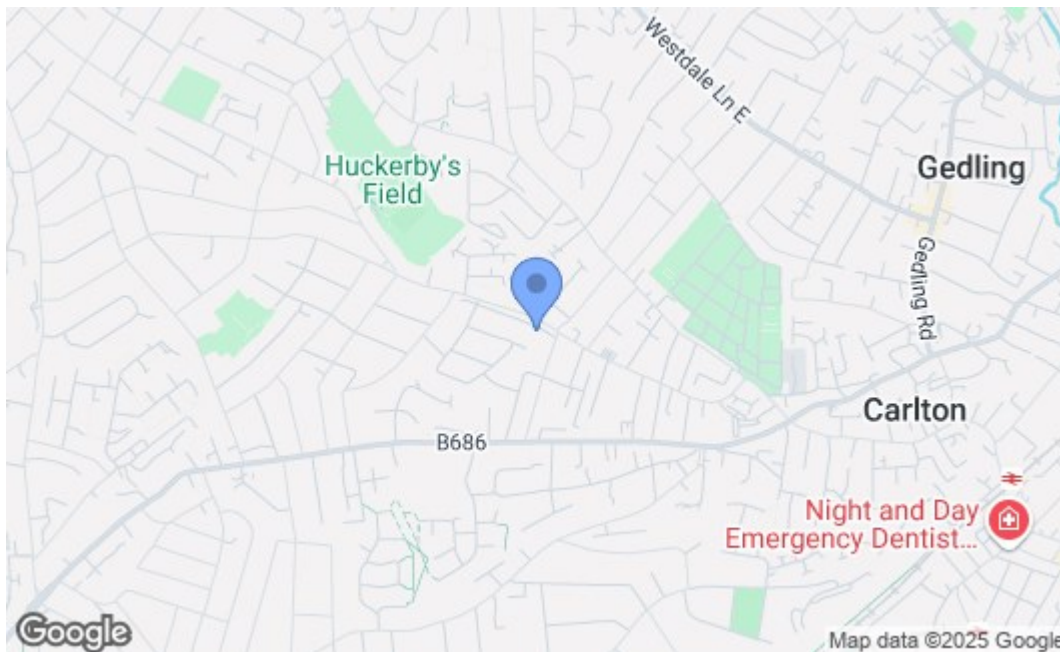 Westdale Ln E
Gedling
Huckerby's
Field
Gedling Rd
Carlton
B686
Night and Day
Emergency Dentist...
Google
Map data ©2025 Google